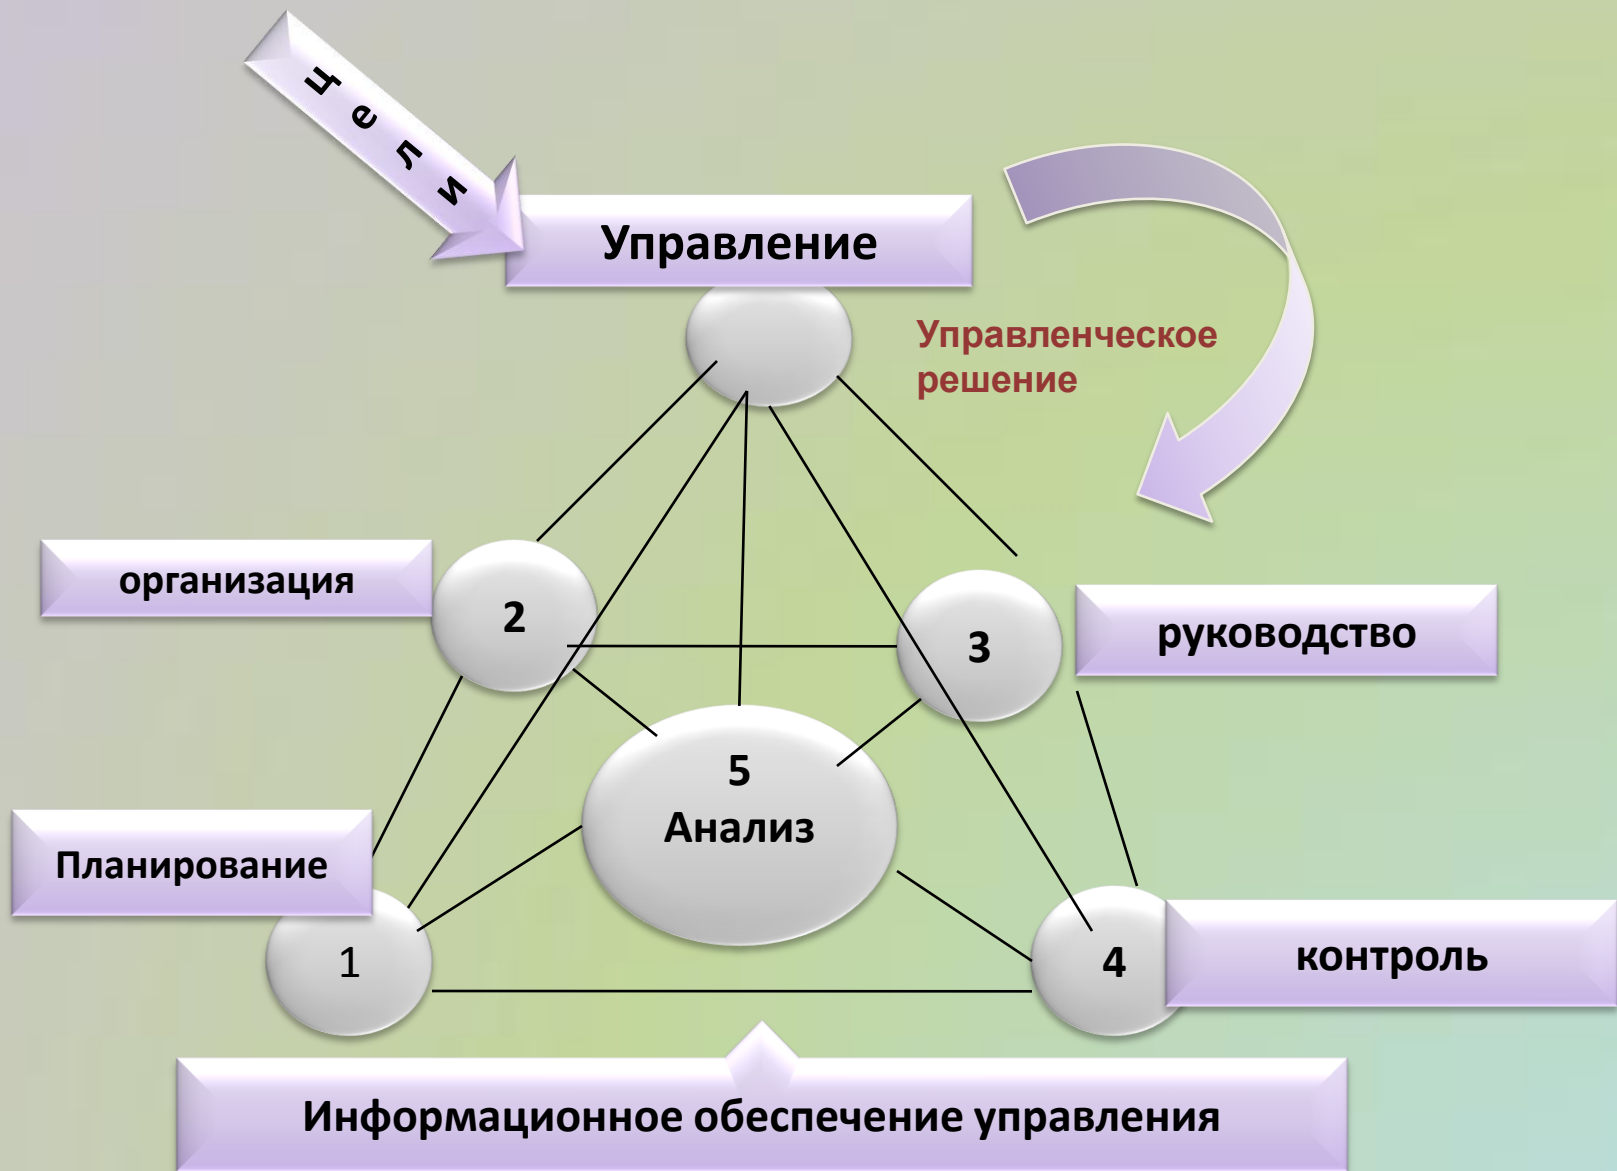 цели
Управление
Управленческое
решение
организация
2
3
руководство
5
Анализ
Планирование
1
4
контроль
Информационное обеспечение управления